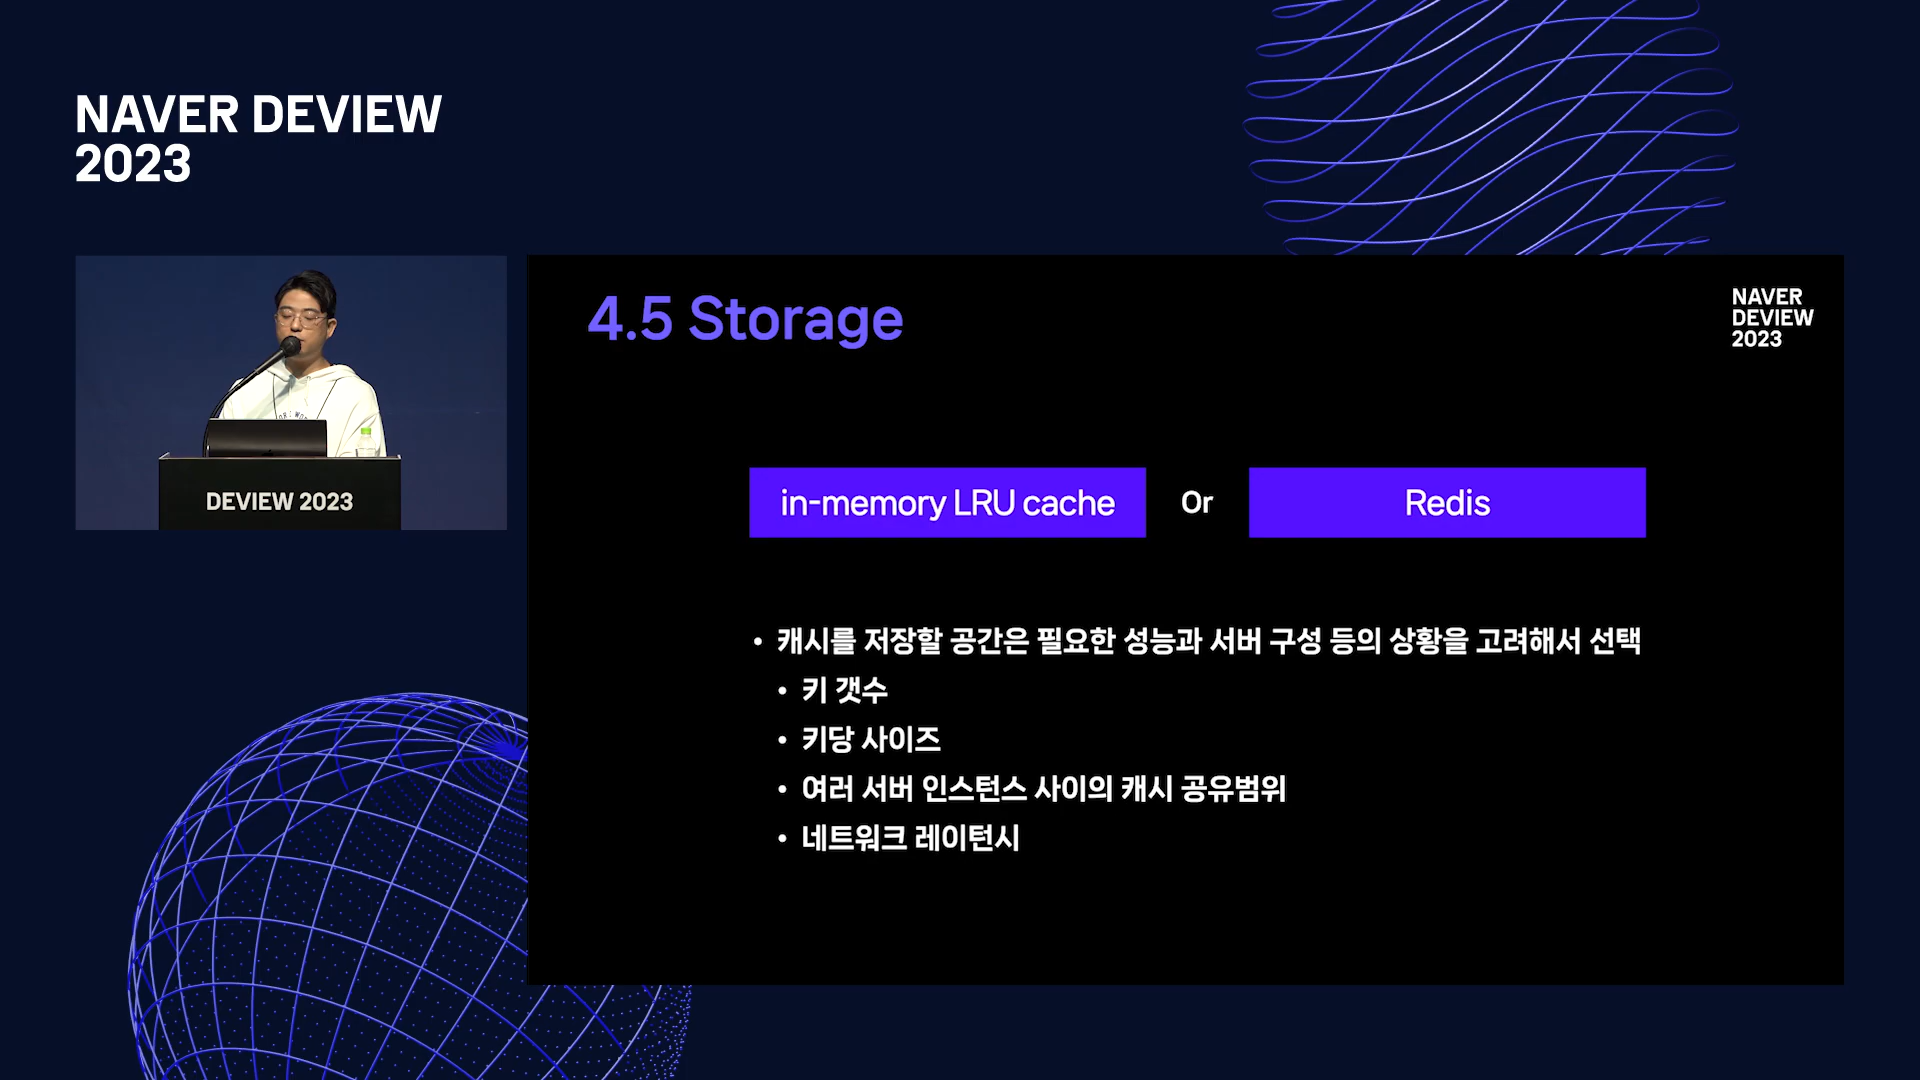 NAVER DEVIEW
2023
DEVIEW 2023
4.5 Storage
NAVER
DEVIEW
2023
in-memory LRU cache
Or
Redis
• 캐시를 저장할 공간은 필요한 성능과 서버 구성 등의 상황을 고려해서 선택
• 키 갯수
• 키당 사이즈
• 여러 서버 인스턴스 사이의 캐시 공유범위
• 네트워크 레이턴시